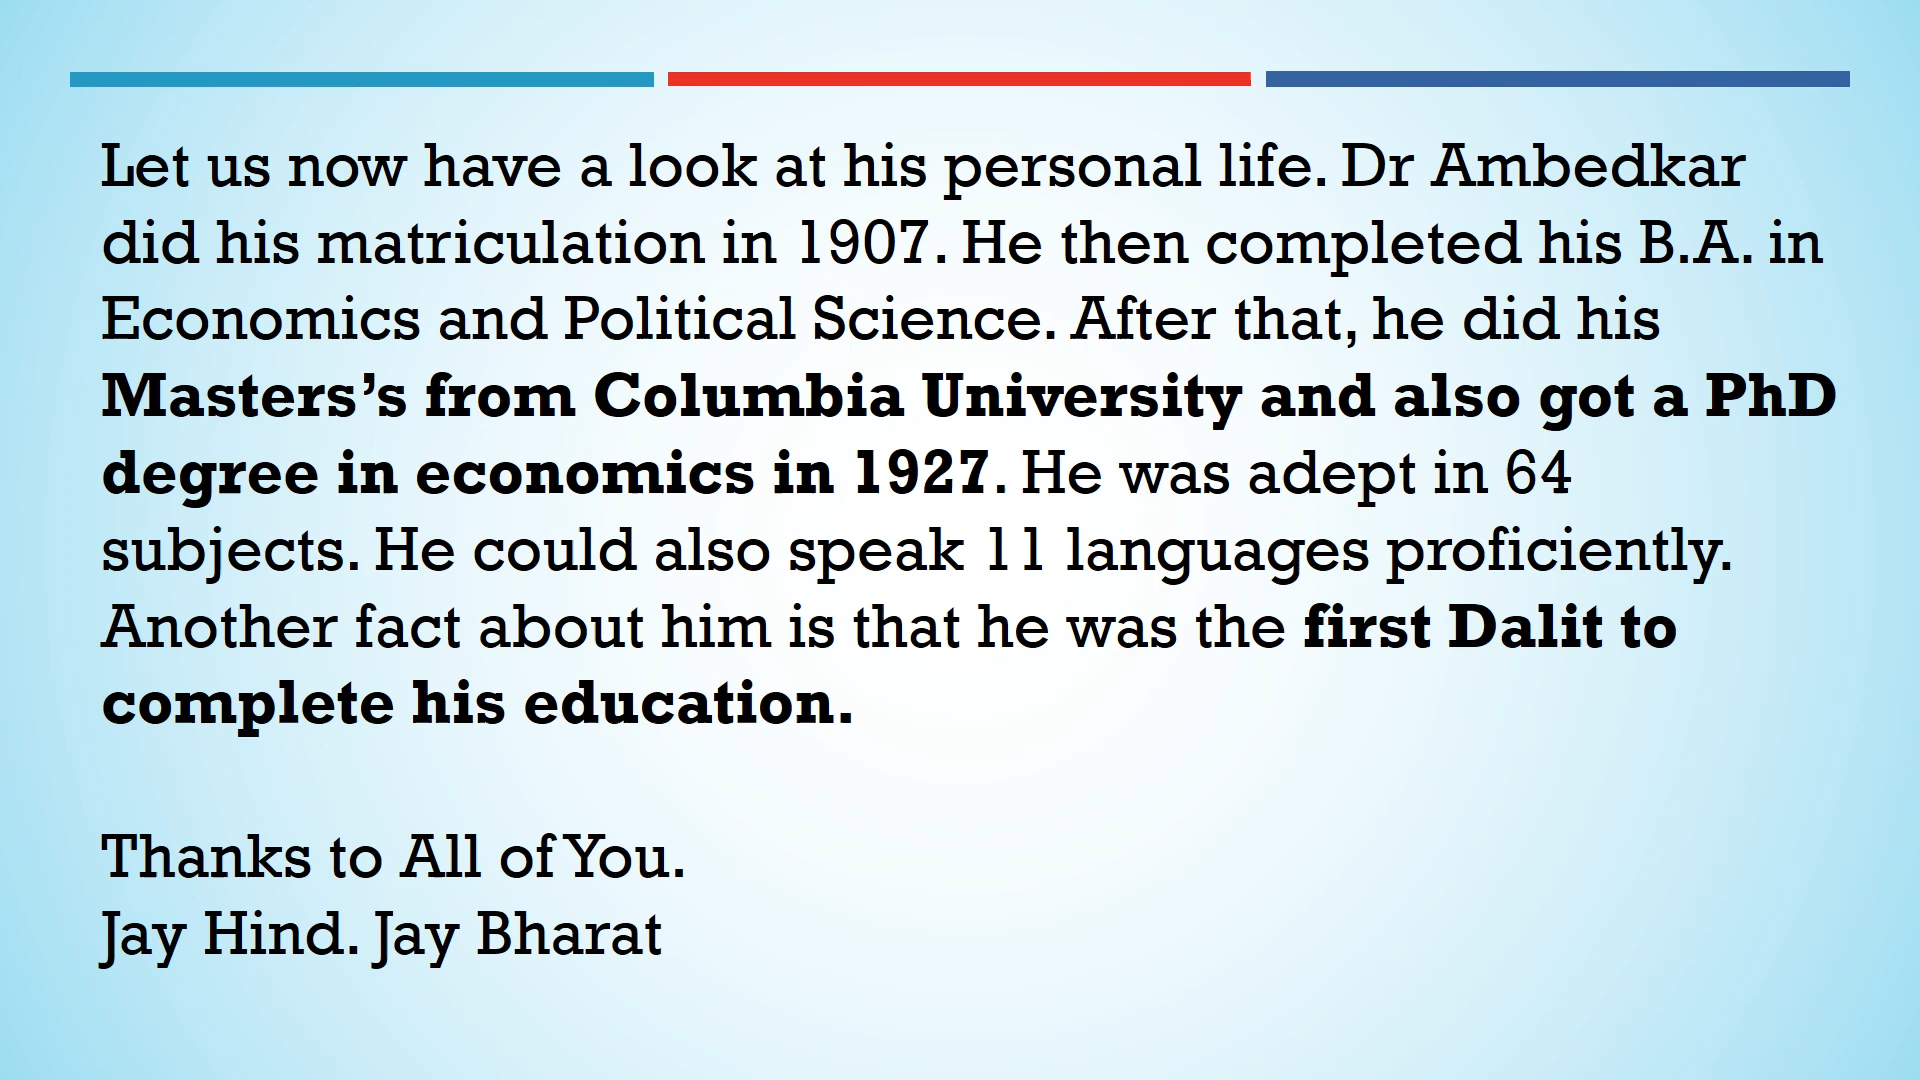 Let us now have a look at his personal life. Dr Ambedkar
did his matriculation in 1907. He then completed his B.A. in
Economics and Political Science. After that, he did his
Masters’s from Columbia University and also got a PhD
degree in economics in 1927. He was adept in 64
subjects. He could also speak 11 languages proficiently.
Another fact about him is that he was the first Dalit to
complete his education.
Thanks to All of You.
Jay Hind. Jay Bharat